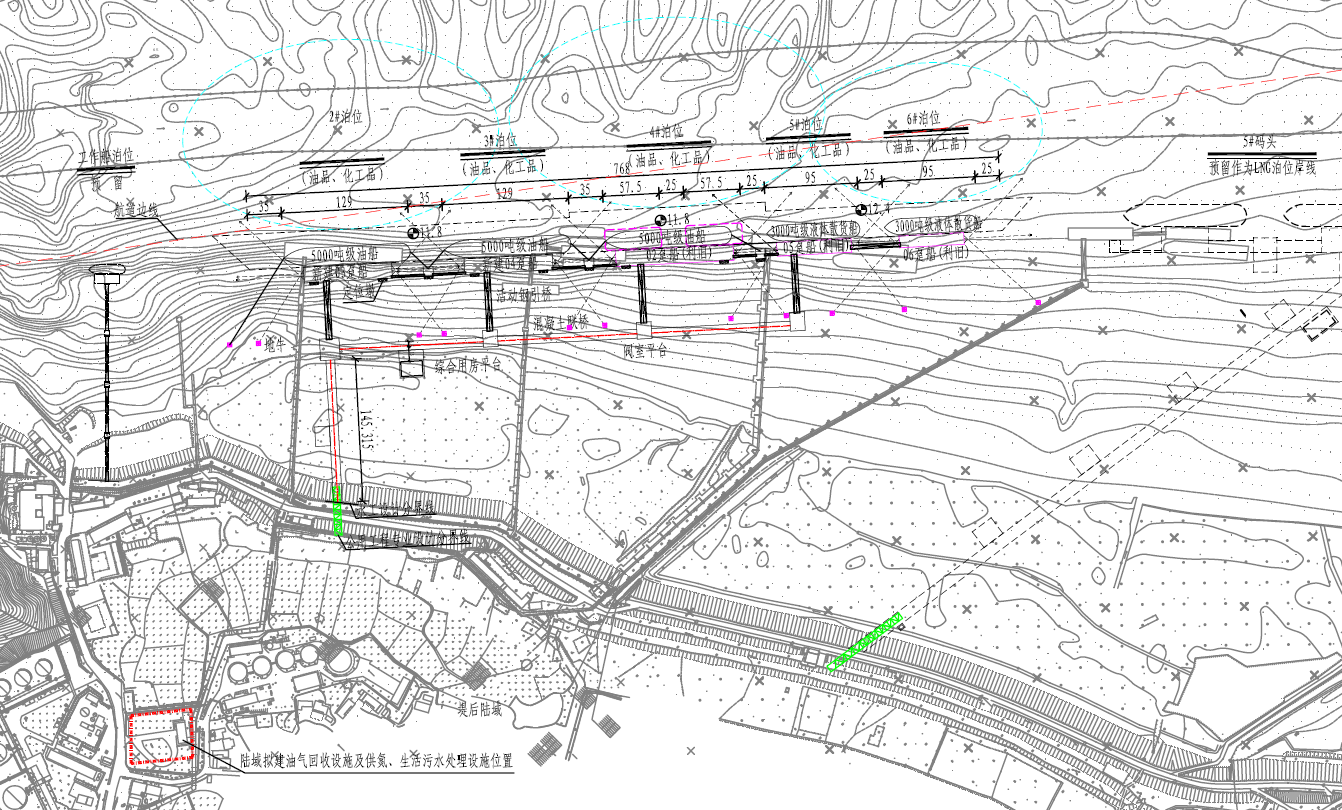 2#泊位
(油品、化工品)
3#泊位
(油品、化工品)
4#泊位
(油品、化工品)
5#泊位
(油品、化工品)
6#泊位
(油品、化工品)
5#码头
预留作为LNG泊位岸线
工作船泊位
预 留
航道边线
768
35
129
35
129
35
57.5
25
57.5
25
95
25
95
25
11.8
11.8
12.4
5000吨级油船
5000吨级油船
5000吨级油船
02趸船(利旧)
3000吨级液体散货船
05趸船(利旧)
3000吨级液体散货船
06趸船(利旧)
活动钢引桥
混凝土联桥
地牛
综合用房平台
阀室平台
145.315
堤后陆域
陆域拟建油气回收设施及供氮、生活污水处理设施位置